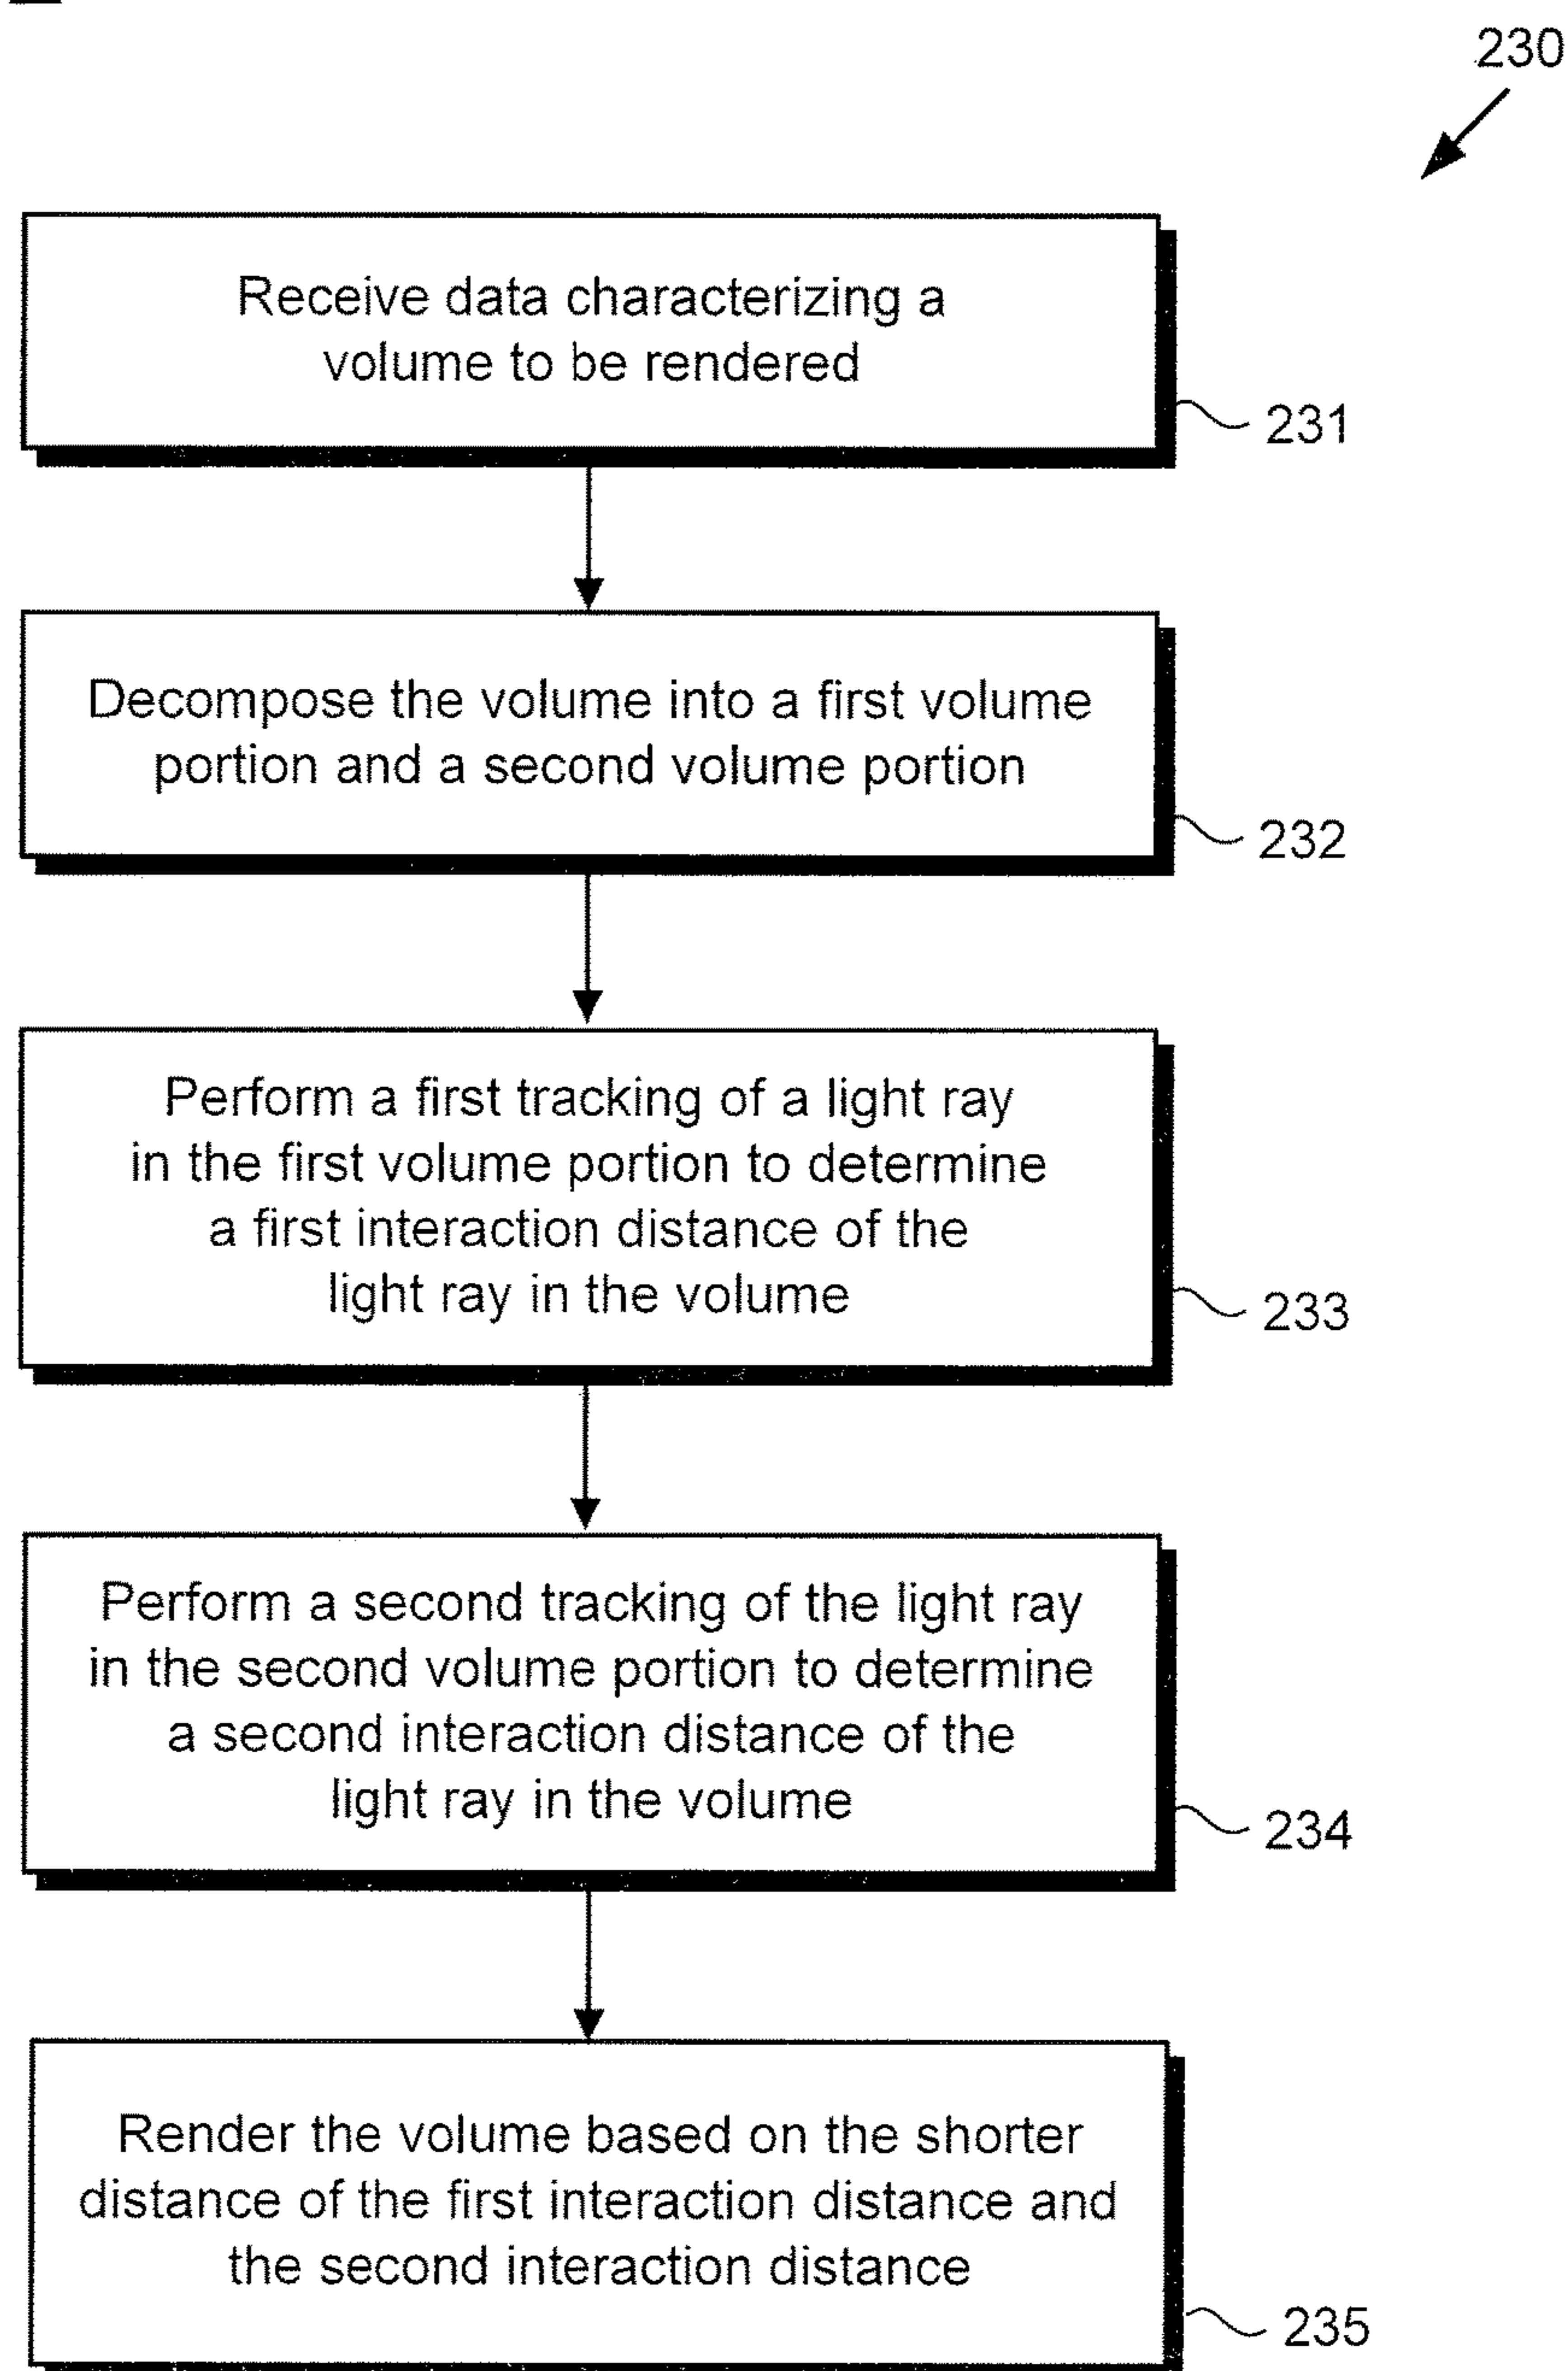 230
Receive data characterizing a
volume to be rendered
231
Decompose the volume into a first volume
portion and a second volume portion
232
Perform a first tracking of a light ray
in the first volume portion to determine
a first interaction distance of the
light ray in the volume
233
Perform a second tracking of the light ray
in the second volume portion to determine
a second interaction distance of the
light ray in the volume
234
Render the volume based on the shorter
distance of the first interaction distance and
the second interaction distance
235